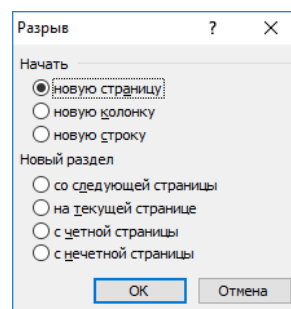 Разрыв ? ×
Начать
новую страницу
новую колонку
новую строку
Новый раздел
со следующей страницы
на текущей странице
с четной страницы
с нечетной страницы
ОК Отмена